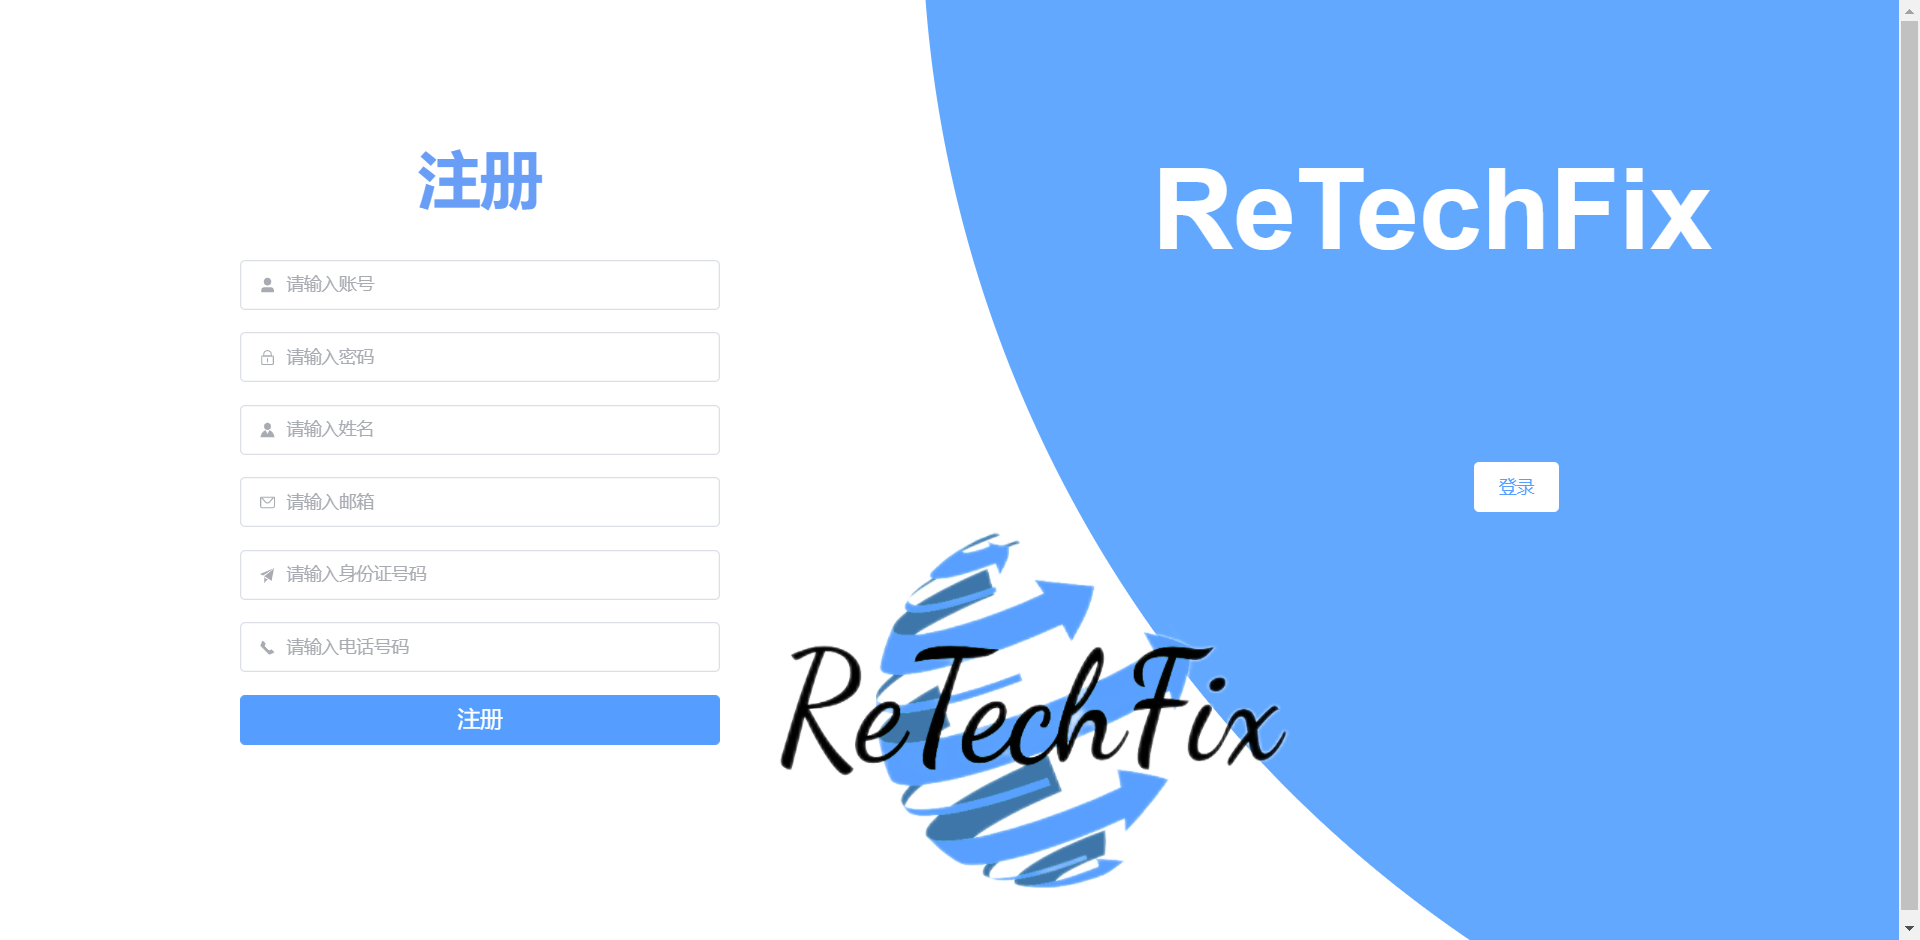 注册
请输入账号
请输入密码
请输入姓名
请输入邮箱
请输入身份证号码
请输入电话号码
注册
ReTechFix
登录
ReTechFix